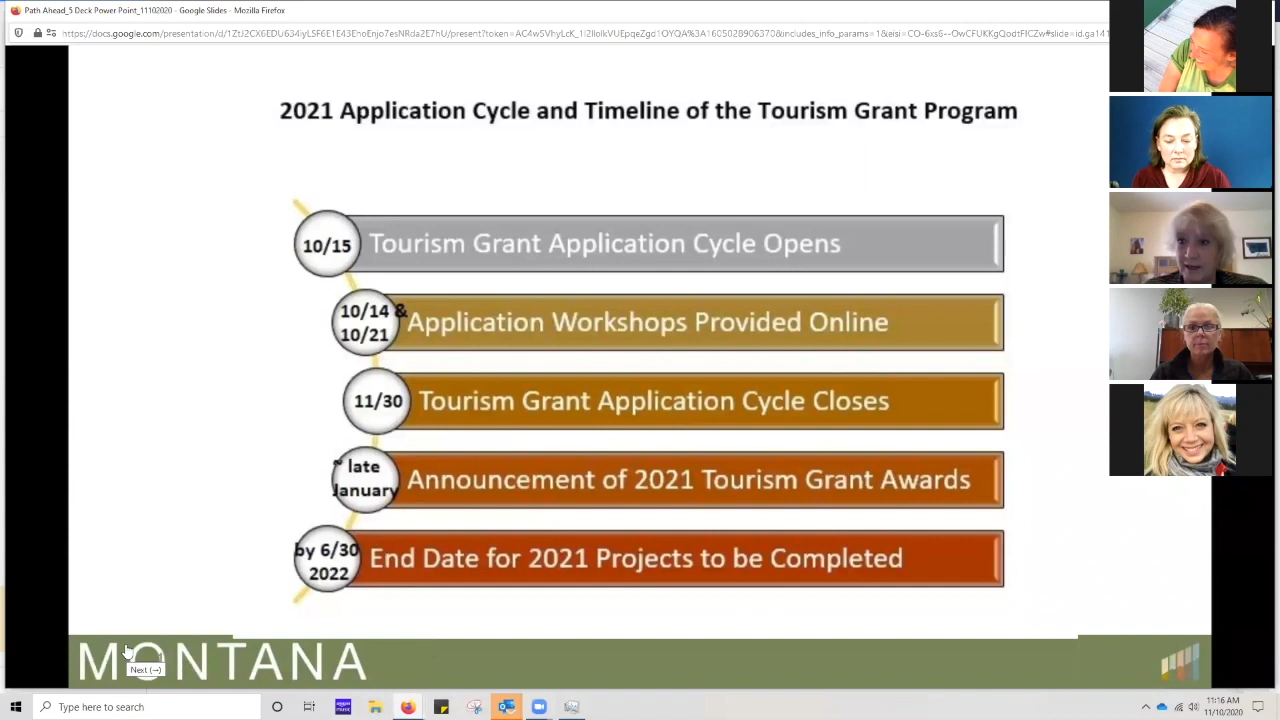 Path Ahead_5 Deck Power Point_11102020 - Google Slides - Mozilla Firefox
2021 Application Cycle and Timeline of the Tourism Grant Program
10/15
Tourism Grant Application Cycle Opens
10/14 &
10/21
Application Workshops Provided Online
11/30
Tourism Grant Application Cycle Closes
~ late
January
Announcement of 2021 Tourism Grant Awards
by 6/30
2022
End Date for 2021 Projects to be Completed
MONTANA
Next (→)
Type here to search
11:16 AM
11/10/2020